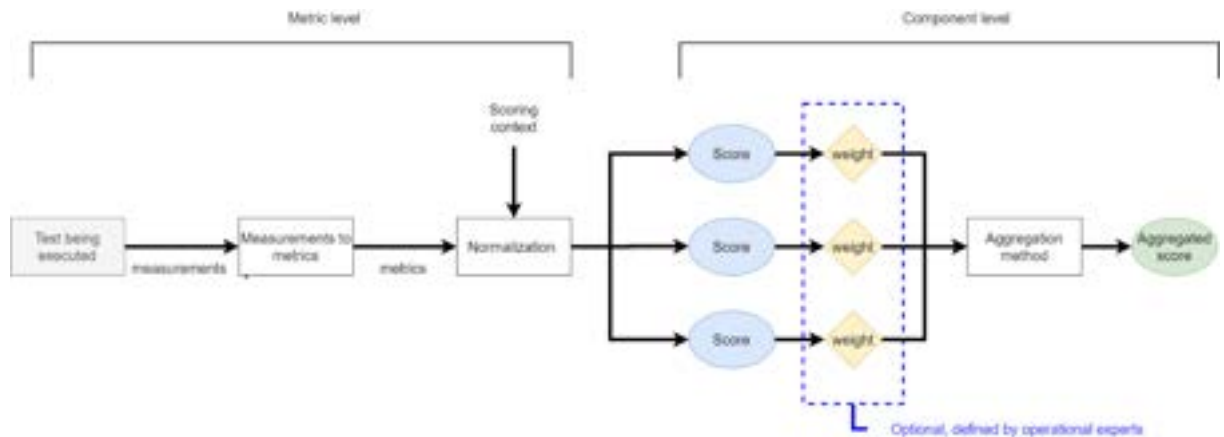 Metric level
Component level
Scoring
context
Score
weight
Test being
executed
measurements
Measurements to
metrics
metrics
Normalization
Score
weight
Aggregation
method
Aggregated
score
Score
weight
Optional, defined by operational experts